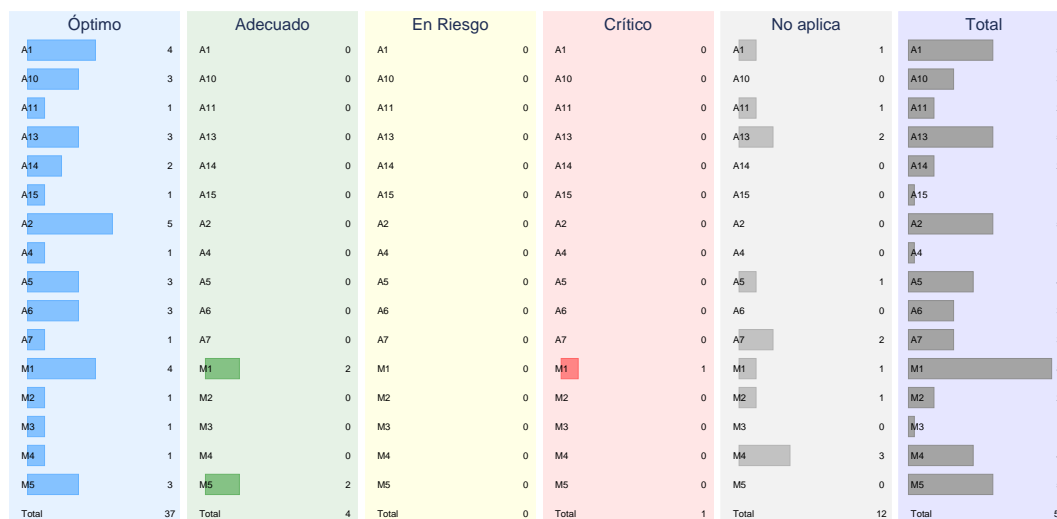 Óptimo Adecuado En Riesgo Crítico No aplica Total
A1 4 A1 0 A1 0 A1 0 A1 1 A1
A10 3 A10 0 A10 0 A10 0 A10 0 A10
A11 1 A11 0 A11 0 A11 0 A11 1 A11
A13 3 A13 0 A13 0 A13 0 A13 2 A13
A14 2 A14 0 A14 0 A14 0 A14 0 A14
A15 1 A15 0 A15 0 A15 0 A15 0 A15
A2 5 A2 0 A2 0 A2 0 A2 0 A2
A4 1 A4 0 A4 0 A4 0 A4 0 A4
A5 3 A5 0 A5 0 A5 0 A5 1 A5
A6 3 A6 0 A6 0 A6 0 A6 0 A6
A7 1 A7 0 A7 0 A7 0 A7 2 A7
M1 4 M1 2 M1 0 M1 1 M1 1 M1
M2 1 M2 0 M2 0 M2 0 M2 1 M2
M3 1 M3 0 M3 0 M3 0 M3 0 M3
M4 1 M4 0 M4 0 M4 0 M4 3 M4
M5 3 M5 2 M5 0 M5 0 M5 0 M5
Total 37 Total 4 Total 0 Total 1 Total 12 Total